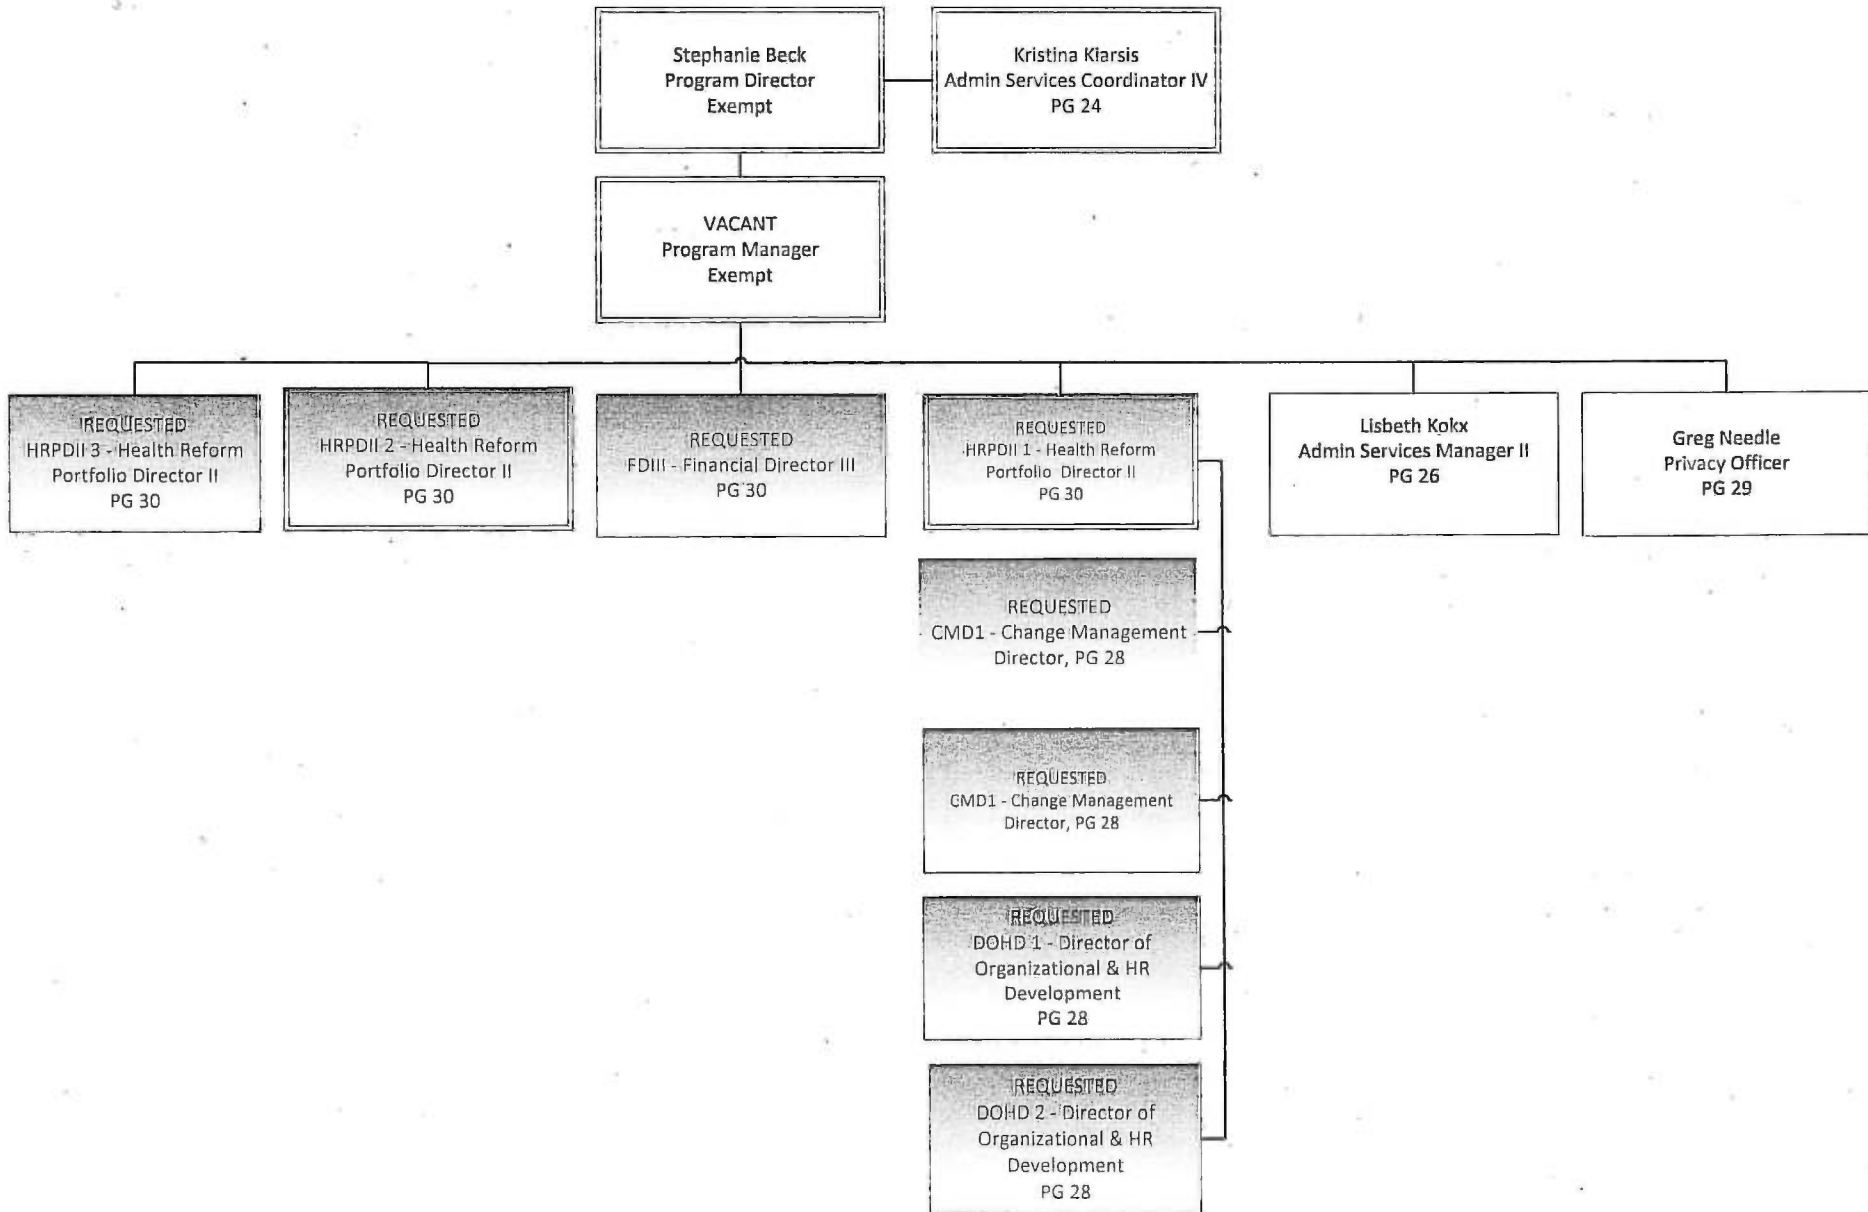 Stephanie Beck
Program Director
Exempt
Kristina Kiarsis
Admin Services Coordinator IV
PG 24
VACANT
Program Manager
Exempt
REQUESTED
HRPDII 3 - Health Reform
Portfolio Director II
PG 30
REQUESTED
HRPDII 2 - Health Reform
Portfolio Director II
PG 30
REQUESTED
FDIII - Financial Director III
PG 30
REQUESTED
HRPDII 1 - Health Reform
Portfolio Director II
PG 30
Lisbeth Kokx
Admin Services Manager II
PG 26
Greg Needle
Privacy Officer
PG 29
REQUESTED
CMD1 - Change Management
Director, PG 28
REQUESTED
CMD1 - Change Management
Director, PG 28
REQUESTED
DOHD 1 - Director of
Organizational & HR
Development
PG 28
REQUESTED
DOHD 2 - Director of
Organizational & HR
Development
PG 28